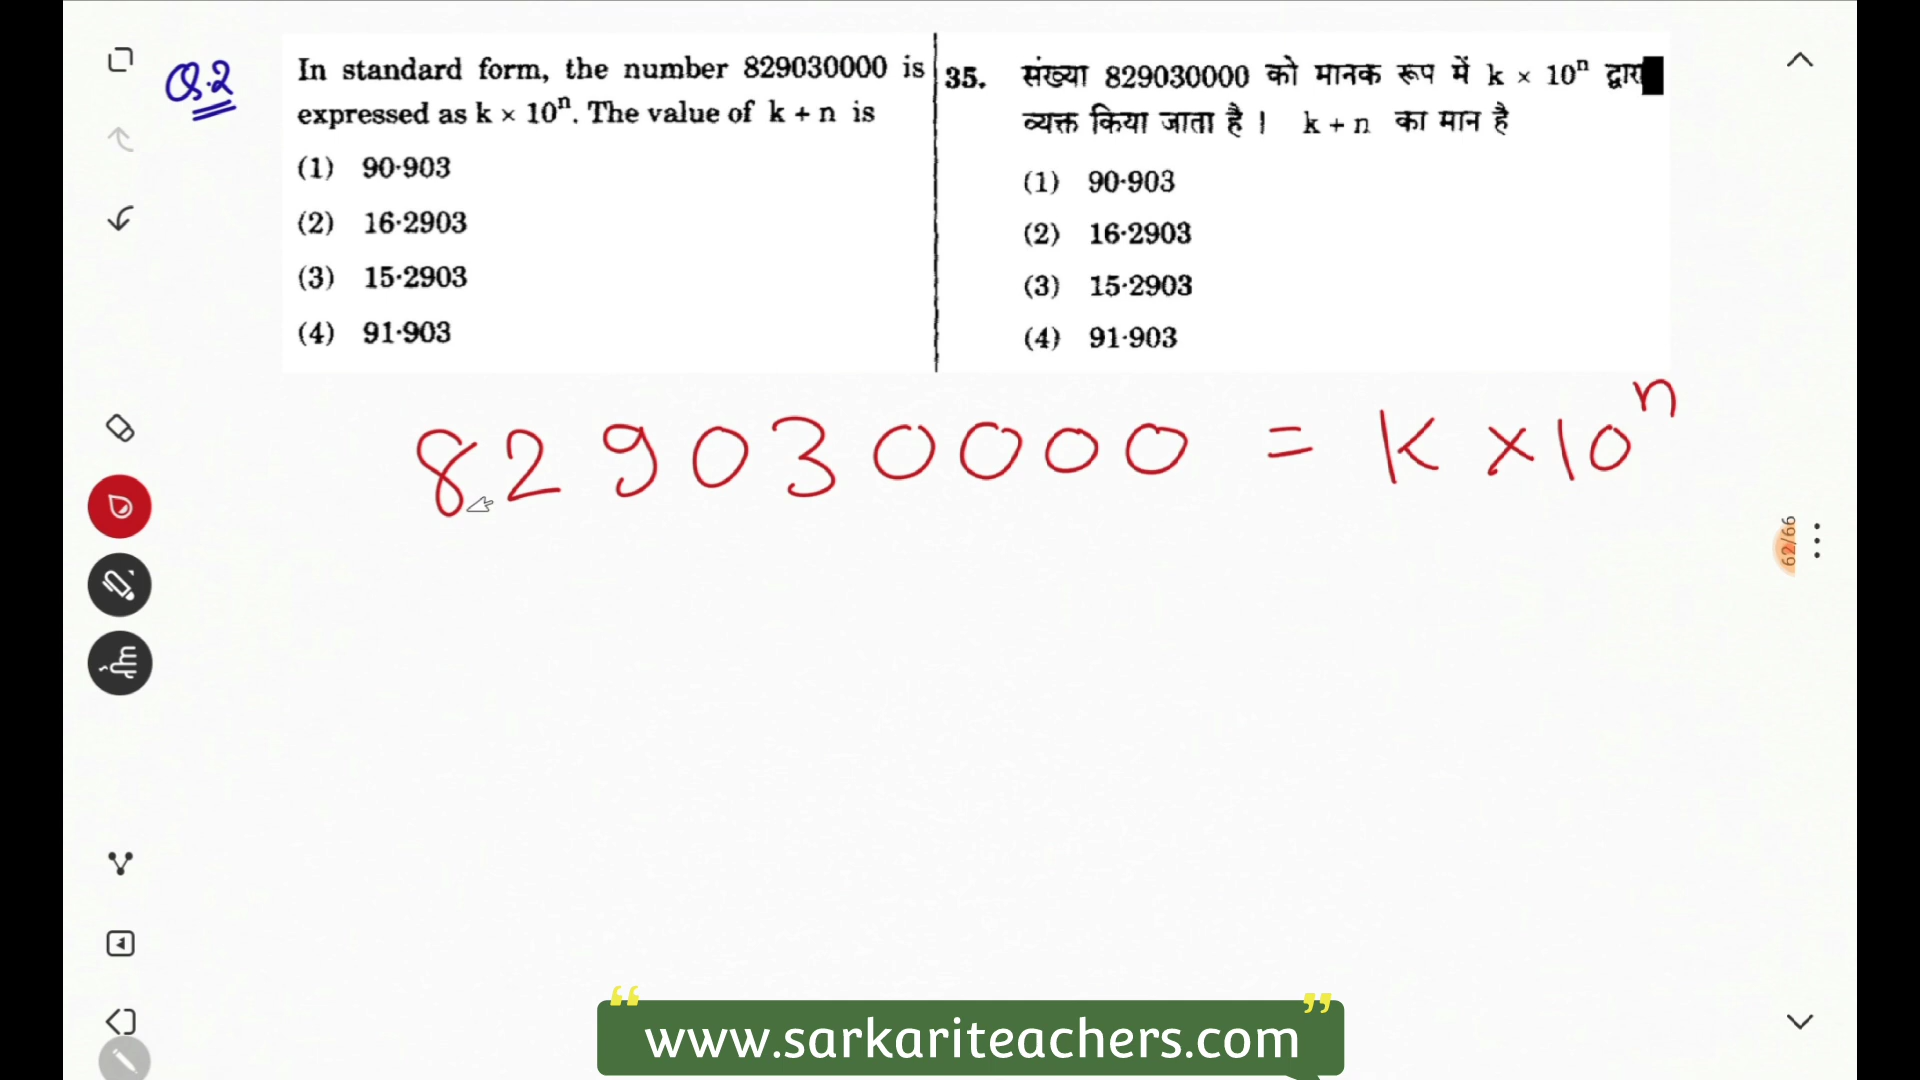 Q.2
In standard form, the number 829030000 is
expressed as k × 10ⁿ. The value of k + n is
(1) 90·903
(2) 16·2903
(3) 15·2903
(4) 91·903
35. संख्या 829030000 को मानक रूप में k × 10ⁿ द्वारा
व्यक्त किया जाता है । k + n का मान है
(1) 90·903
(2) 16·2903
(3) 15·2903
(4) 91·903
829030000 = K × 10ⁿ
62/66
“www.sarkariteachers.com”